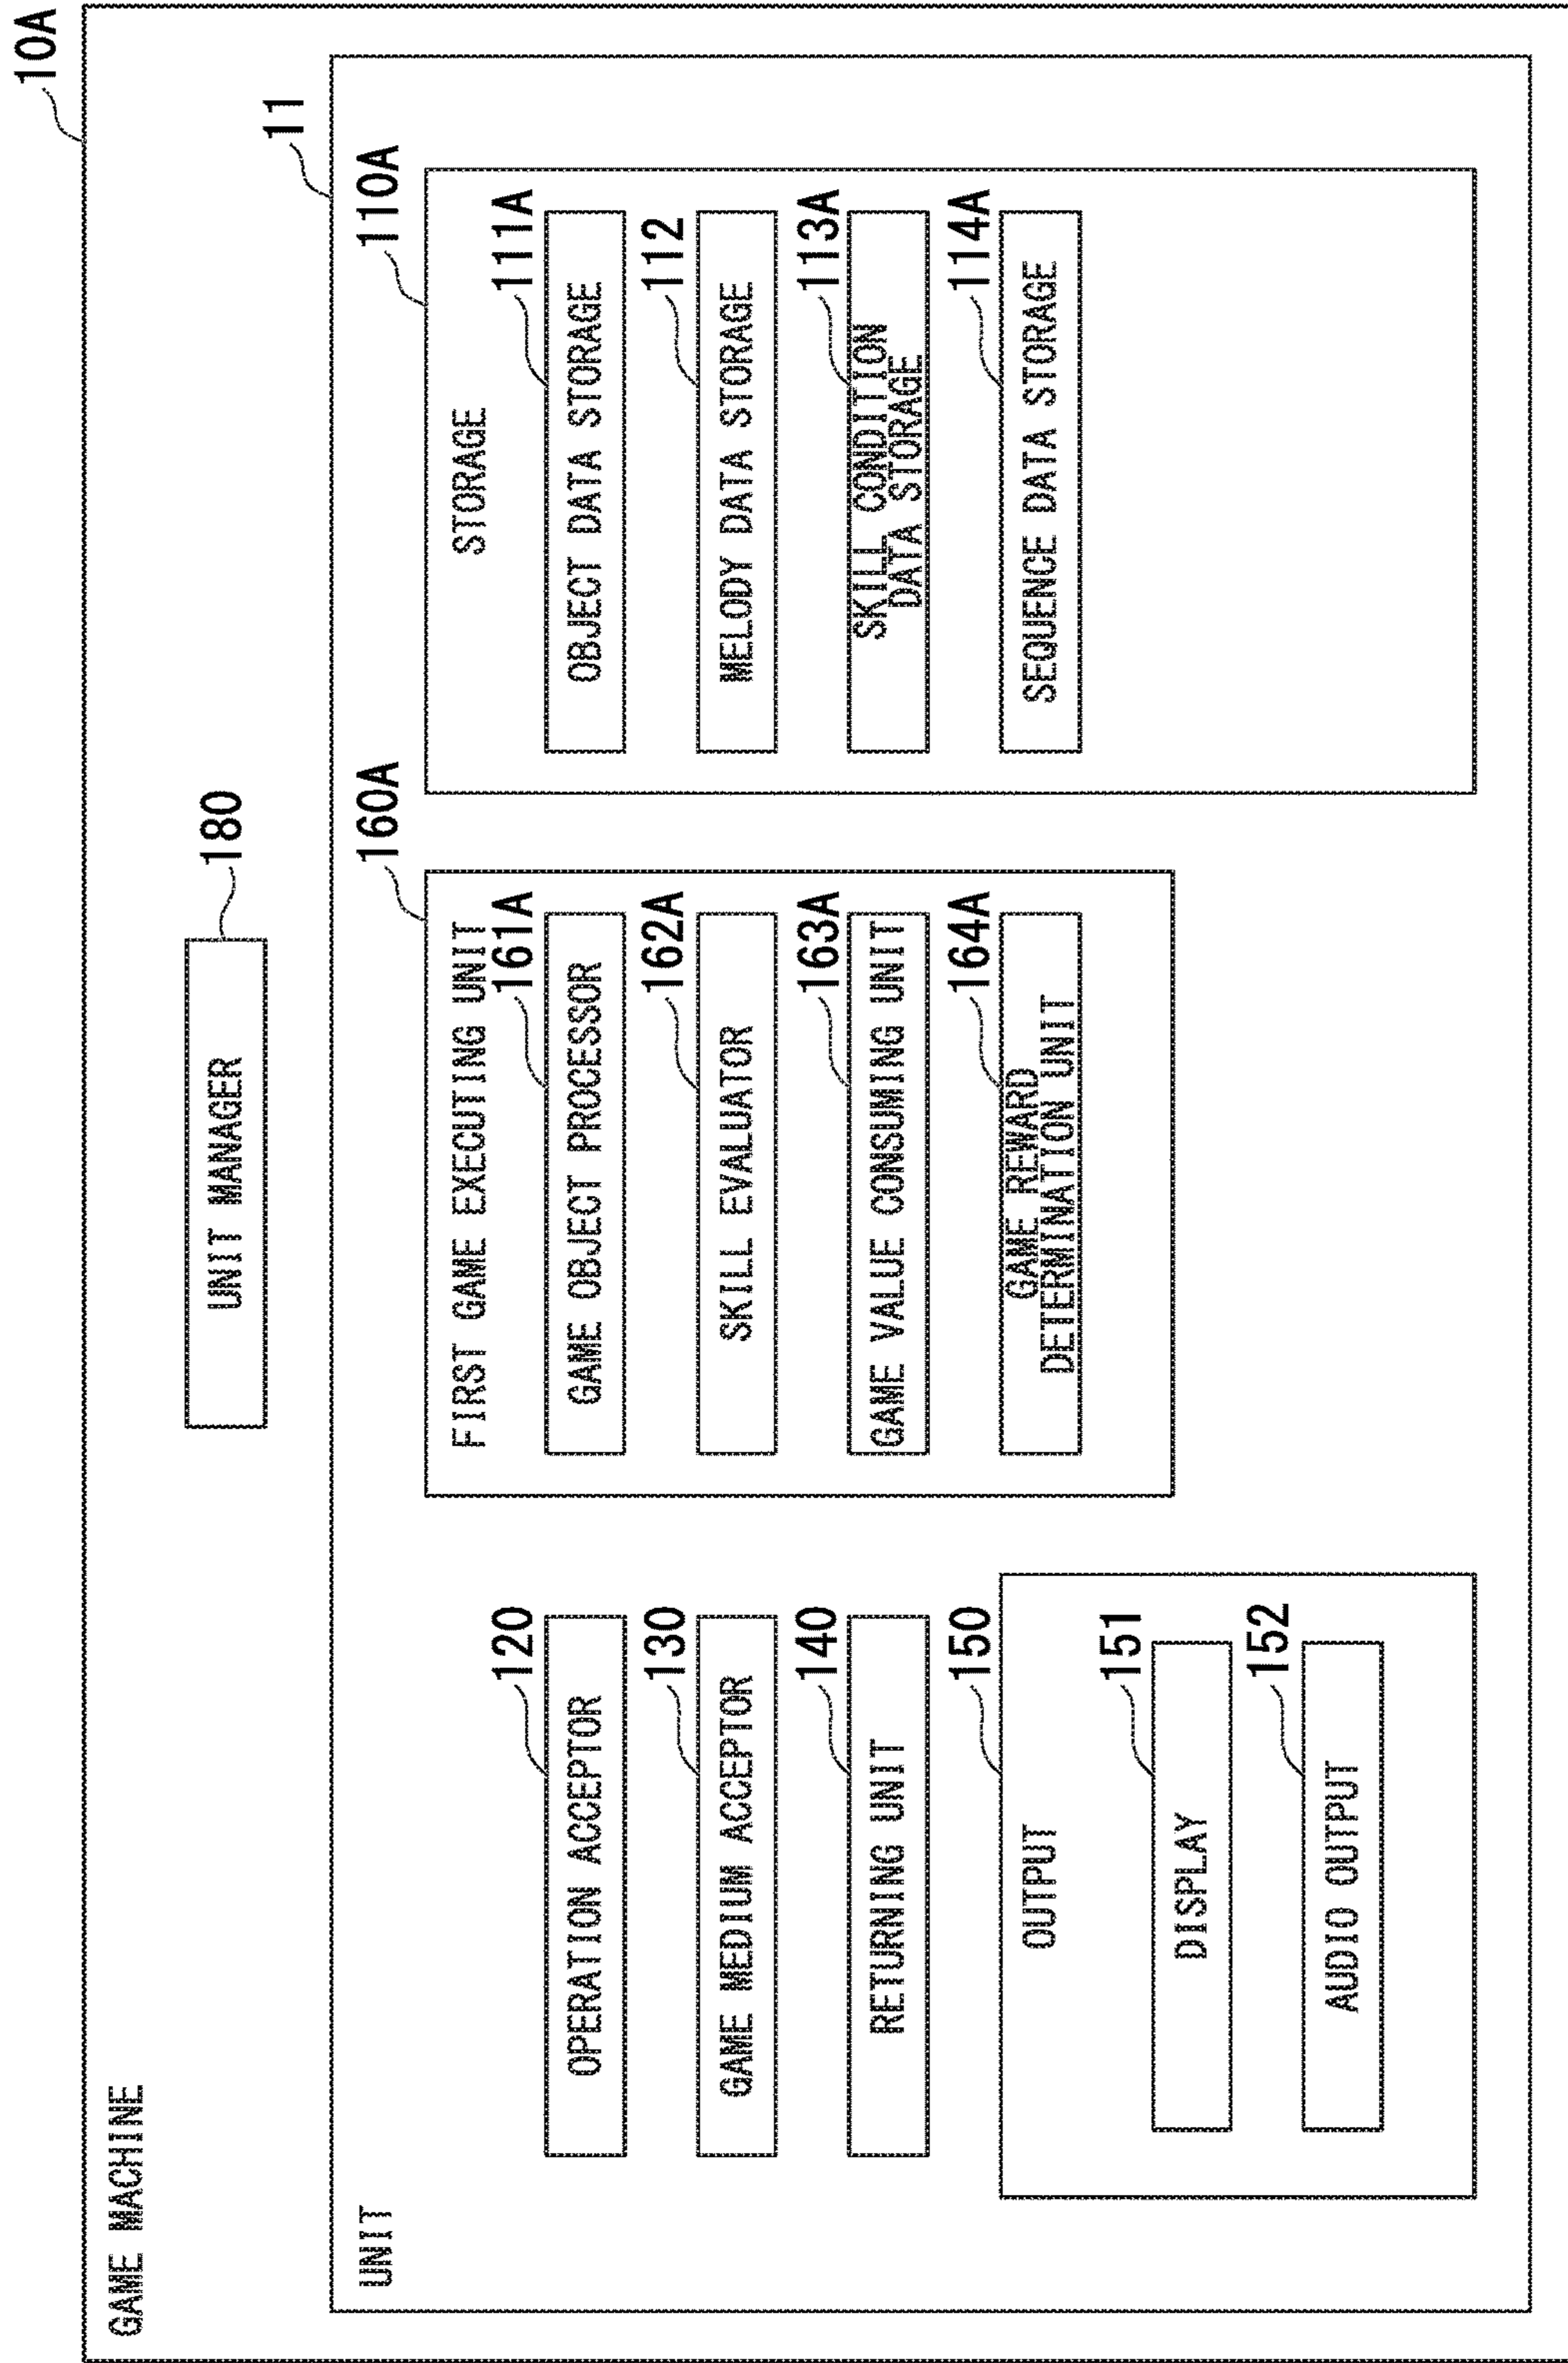 10A
GAME MACHINE
180
UNIT MANAGER
11
UNIT
120
OPERATION ACCEPTOR
130
GAME MEDIUM ACCEPTOR
140
RETURNING UNIT
150
OUTPUT
151
DISPLAY
152
AUDIO OUTPUT
160A
FIRST GAME EXECUTING UNIT
161A
GAME OBJECT PROCESSOR
162A
SKILL EVALUATOR
163A
GAME VALUE CONSUMING UNIT
164A
GAME REWARD
DETERMINATION UNIT
110A
STORAGE
111A
OBJECT DATA STORAGE
112
MELODY DATA STORAGE
113A
SKILL CONDITION
DATA STORAGE
114A
SEQUENCE DATA STORAGE